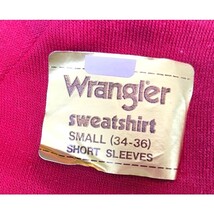 Wrangler
sweatshirt
SMALL (34-36)
SHORT SLEEVES